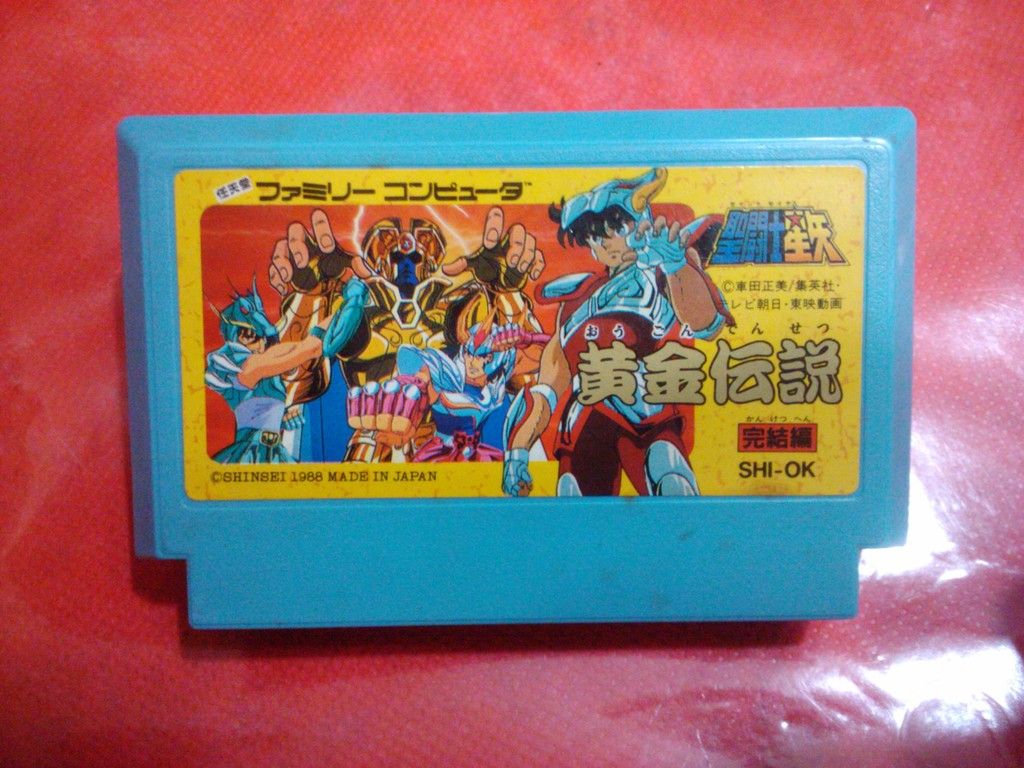 任天堂 ファミリー コンピュータ™
聖闘士星矢
©車田正美/集英社・
テレビ朝日・東映動画
おうごんでんせつ
黄金伝説
かんけつへん
完結編
SHI-OK
©SHINSEI 1988 MADE IN JAPAN